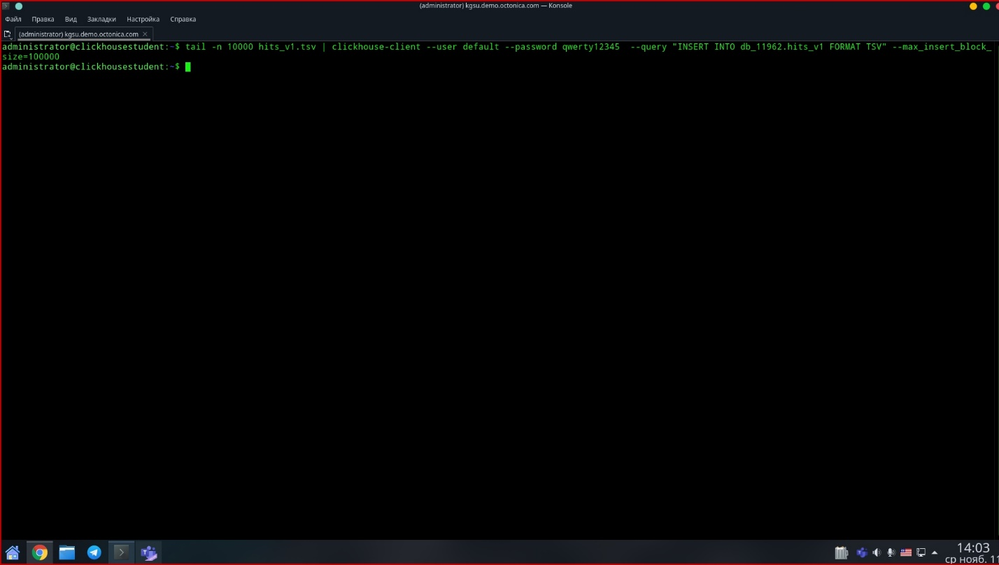 (administrator) kgsu.demo.octonica.com — Konsole
Файл Правка Вид Закладки Настройка Справка
(administrator) kgsu.demo.octonica.com
administrator@clickhousestudent:~$ tail -n 10000 hits_v1.tsv | clickhouse-client --user default --password qwerty12345  --query "INSERT INTO db_11962.hits_v1 FORMAT TSV" --max_insert_block_
size=100000
administrator@clickhousestudent:~$
14:03
ср нояб. 11